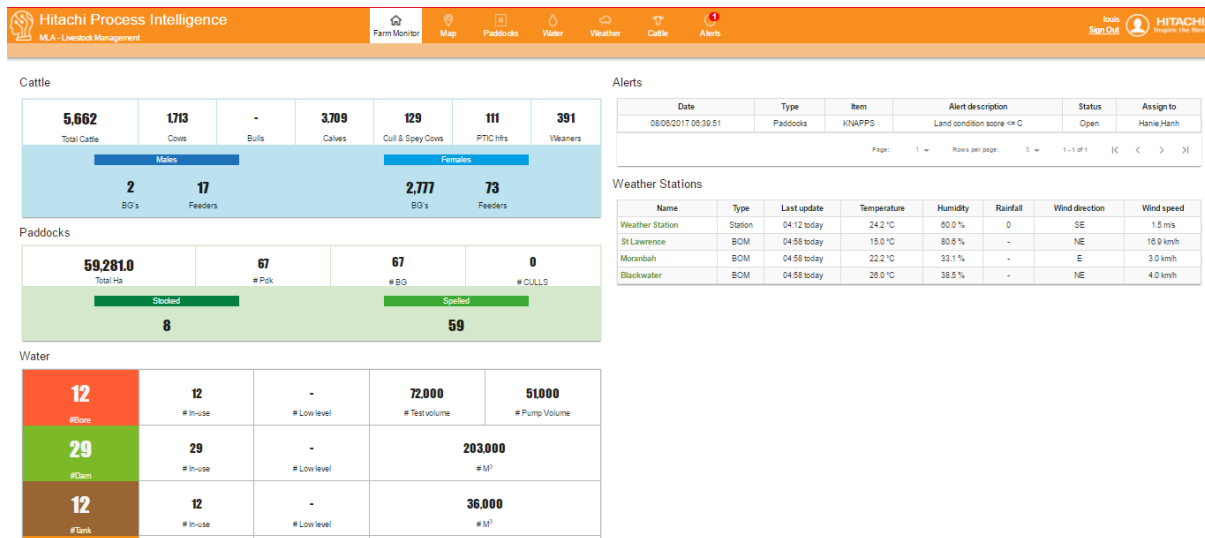 Hitachi Process Intelligence
MLA - Livestock Management
Farm Monitor Map Paddocks Water Weather Cattle Alerts
1
louis
Sign Out
HITACHI
Cattle
5,662 1,713 - 3,709 129 111 391
Total Cattle Cows Bulls Calves Cull & Spey Cows PTIC hfrs Weaners
Males Females
2 17 2,777 73
BG's Feeders BG's Feeders
Paddocks
59,281.0 67 67 0
Total Ha # Pdk # BG # CULLS
Stocked Spelled
8 59
Water
12 12 - 72,000 51,000
#Bore # In-use # Low level # Test volume # Pump Volume
29 29 - 203,000
#Dam # In-use # Low level # M³
12 12 - 36,000
#Tank # In-use # Low level # M³
Alerts
Date Type Item Alert description Status Assign to
08/06/2017 06:39:51 Paddocks KNAPPS Land condition score <= C Open Hanie,Hanh
Page: 1 Rows per page: 5 1 - 1 of 1
Weather Stations
Name Type Last update Temperature Humidity Rainfall Wind direction Wind speed
Weather Station Station 04:12 today 24.2 °C 60.0 % 0 SE 1.5 m/s
St Lawrence BOM 04:58 today 15.0 °C 80.6 % - NE 16.9 km/h
Moranbah BOM 04:58 today 22.2 °C 33.1 % - E 3.0 km/h
Blackwater BOM 04:58 today 26.0 °C 38.5 % - NE 4.0 km/h